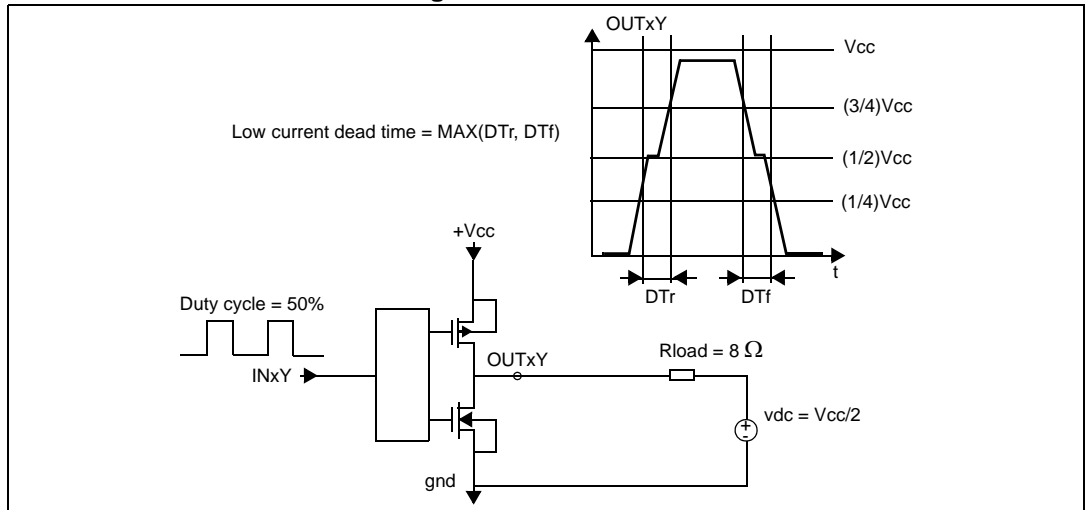 OUTxY
Vcc
(3/4)Vcc
Low current dead time = MAX(DTr, DTf)
(1/2)Vcc
(1/4)Vcc
+Vcc
t
DTr
DTf
Duty cycle = 50%
Rload = 8 Ω
OUTxY
INxY
vdc = Vcc/2
+
-
gnd